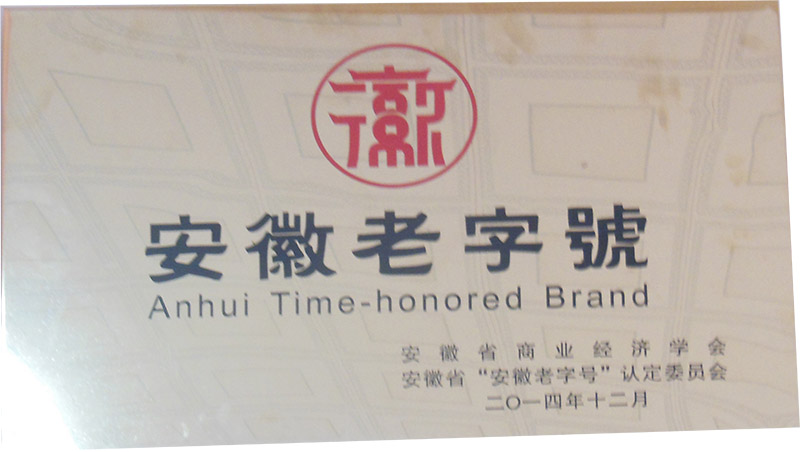 徽
安徽老字號
Anhui Time-honored Brand
安徽省商业经济学会
安徽省“安徽老字号”认定委员会
二〇一四年十二月